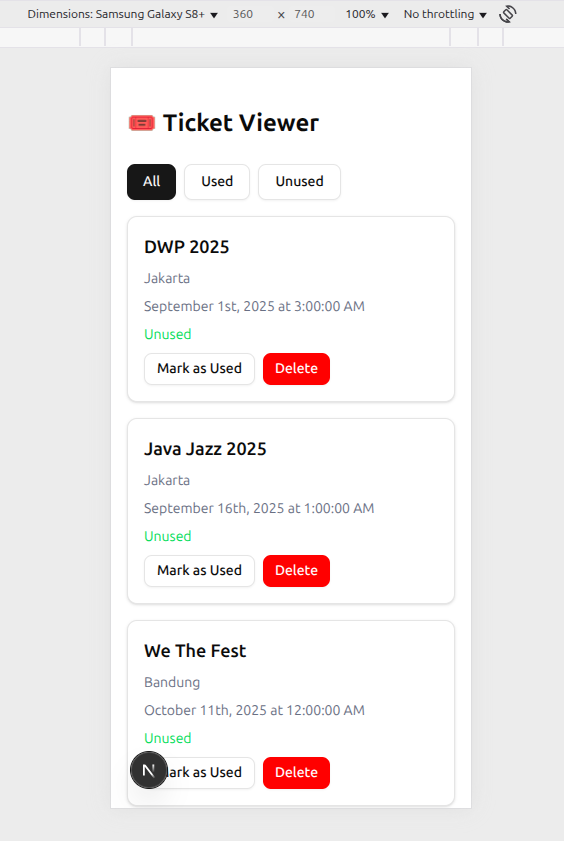 Dimensions: Samsung Galaxy S8+ 360 x 740 100% No throttling
Ticket Viewer
All Used Unused
DWP 2025
Jakarta
September 1st, 2025 at 3:00:00 AM
Unused
Mark as Used Delete
Java Jazz 2025
Jakarta
September 16th, 2025 at 1:00:00 AM
Unused
Mark as Used Delete
We The Fest
Bandung
October 11th, 2025 at 12:00:00 AM
Unused
N ark as Used Delete